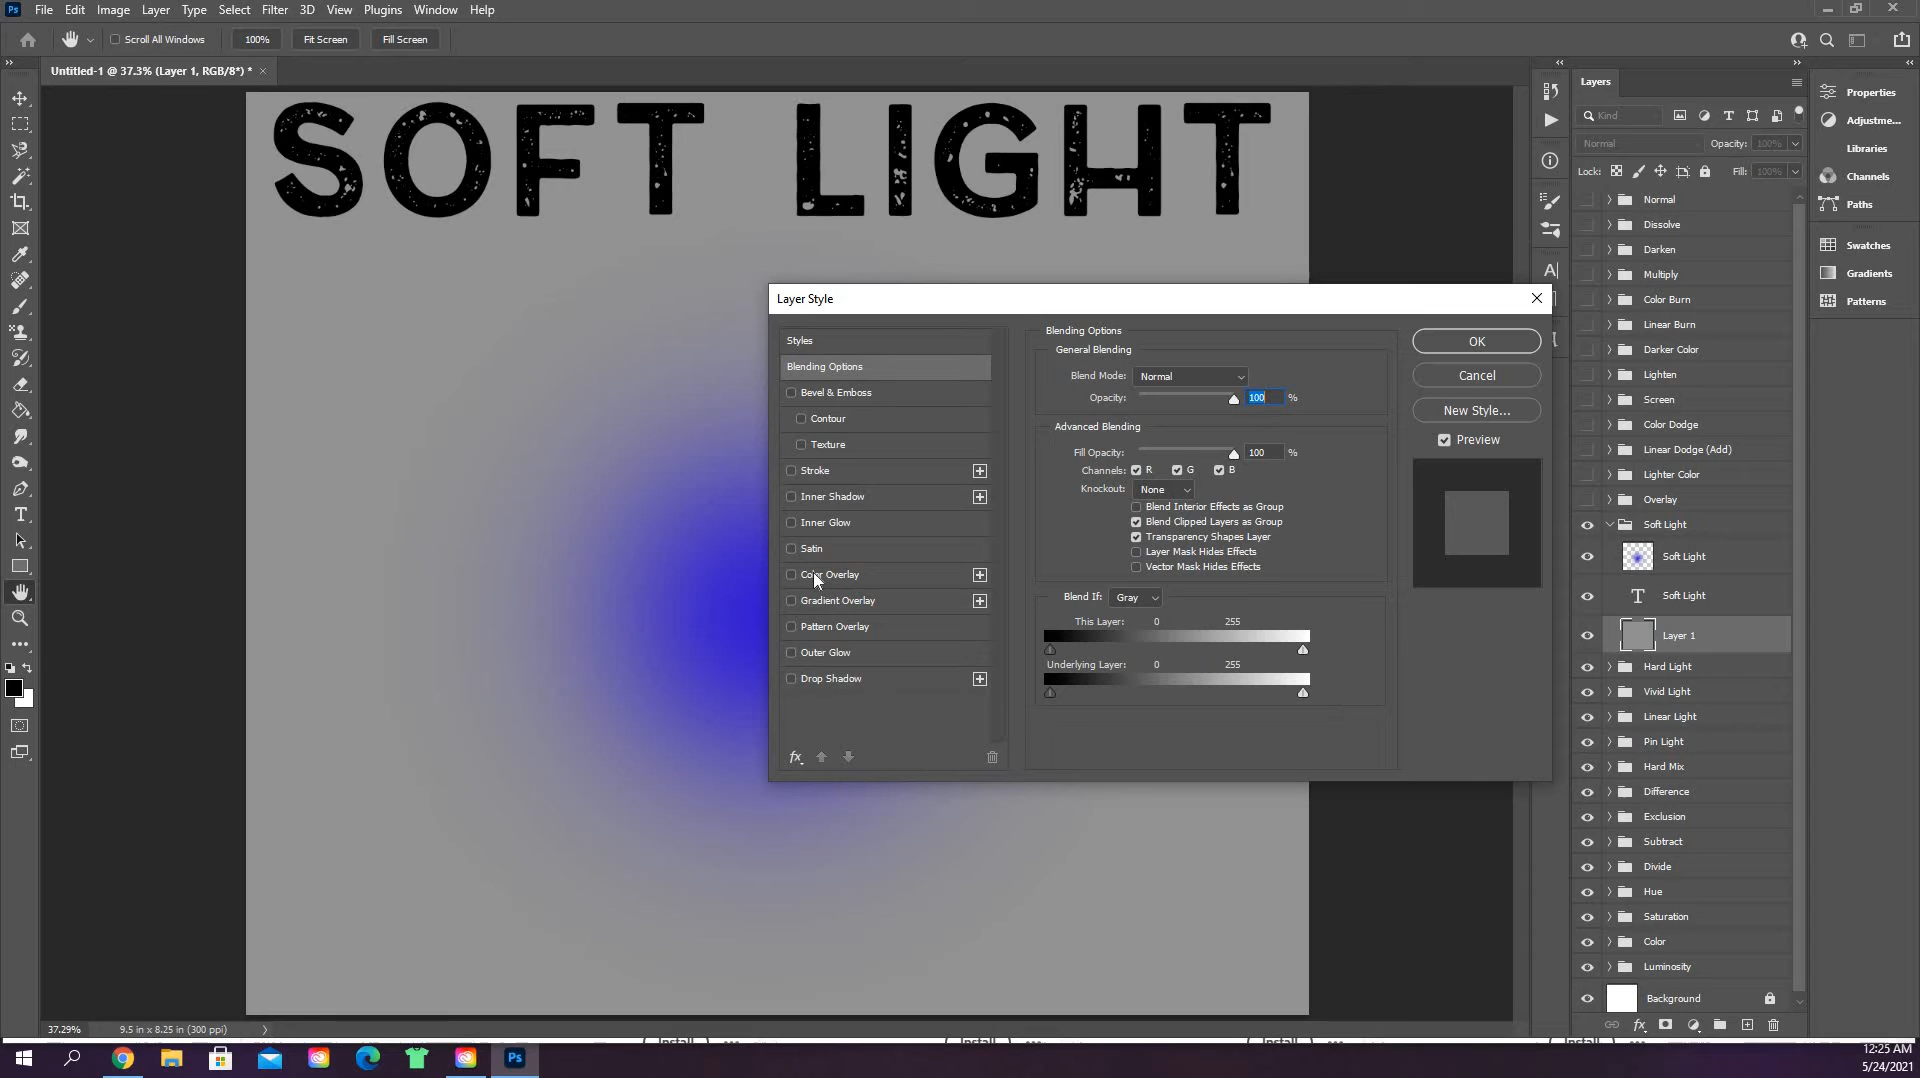 Ps File Edit Image Layer Type Select Filter 3D View Plugins Window Help
Scroll All Windows 100% Fit Screen Fill Screen
Untitled-1 @ 37.3% (Layer 1, RGB/8*) *
SOFT LIGHT
Layer Style
Styles
Blending Options
Bevel & Emboss
Contour
Texture
Stroke
Inner Shadow
Inner Glow
Satin
Color Overlay
Gradient Overlay
Pattern Overlay
Outer Glow
Drop Shadow
fx
Blending Options
General Blending
Blend Mode: Normal
Opacity: 100 %
Advanced Blending
Fill Opacity: 100 %
Channels: R G B
Knockout: None
Blend Interior Effects as Group
Blend Clipped Layers as Group
Transparency Shapes Layer
Layer Mask Hides Effects
Vector Mask Hides Effects
Blend If: Gray
This Layer: 0 255
Underlying Layer: 0 255
OK
Cancel
New Style...
Preview
Layers
Kind
Normal Opacity: 100%
Lock: Fill: 100%
Normal
Dissolve
Darken
Multiply
Color Burn
Linear Burn
Darker Color
Lighten
Screen
Color Dodge
Linear Dodge (Add)
Lighter Color
Overlay
Soft Light
Soft Light
T Soft Light
Layer 1
Hard Light
Vivid Light
Linear Light
Pin Light
Hard Mix
Difference
Exclusion
Subtract
Divide
Hue
Saturation
Color
Luminosity
Background
fx
Properties
Adjustme...
Libraries
Channels
Paths
Swatches
Gradients
Patterns
37.29% 9.5 in x 8.25 in (300 ppi)
Install Install Install Install
Ps
12:25 AM
5/24/2021